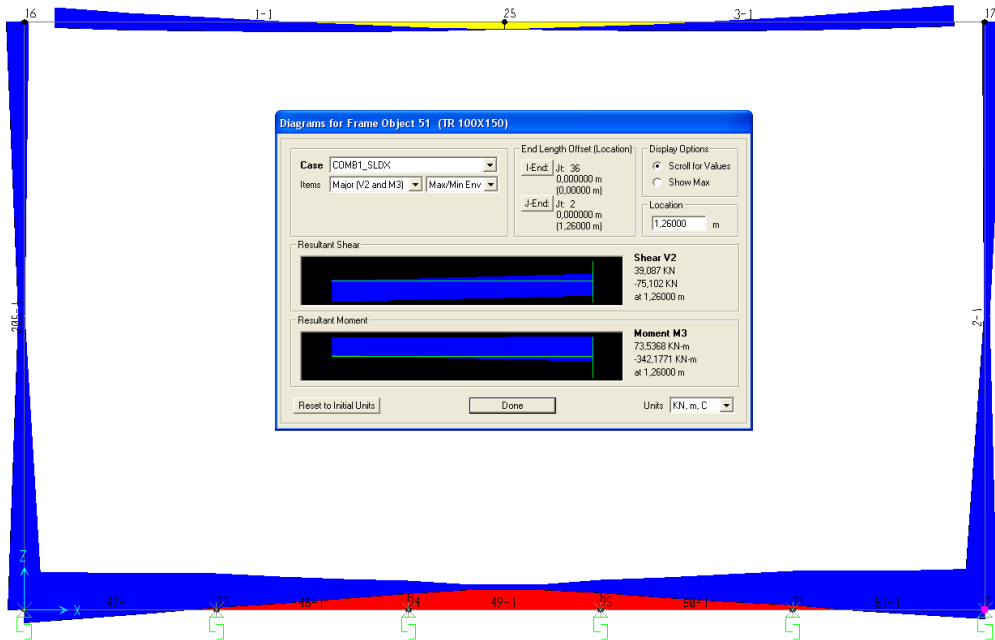 16
1-1
25
3-1
17
Diagrams for Frame Object 51 (TR 100X150)
Case COMB1_SLDX
Items Major (V2 and M3) Max/Min Env
End Length Offset (Location)
I-End: Jt: 36
0,000000 m
(0,00000 m)
J-End: Jt: 2
0,000000 m
(1,26000 m)
Display Options
Scroll for Values
Show Max
Location
1,26000 m
Resultant Shear
Shear V2
39,087 KN
-75,102 KN
at 1,26000 m
Resultant Moment
Moment M3
73,5368 KN-m
-342,1771 KN-m
at 1,26000 m
Reset to Initial Units
Done
Units KN, m, C
2-1
Z
X
47-1
46-1
49-1
50-1
51-1